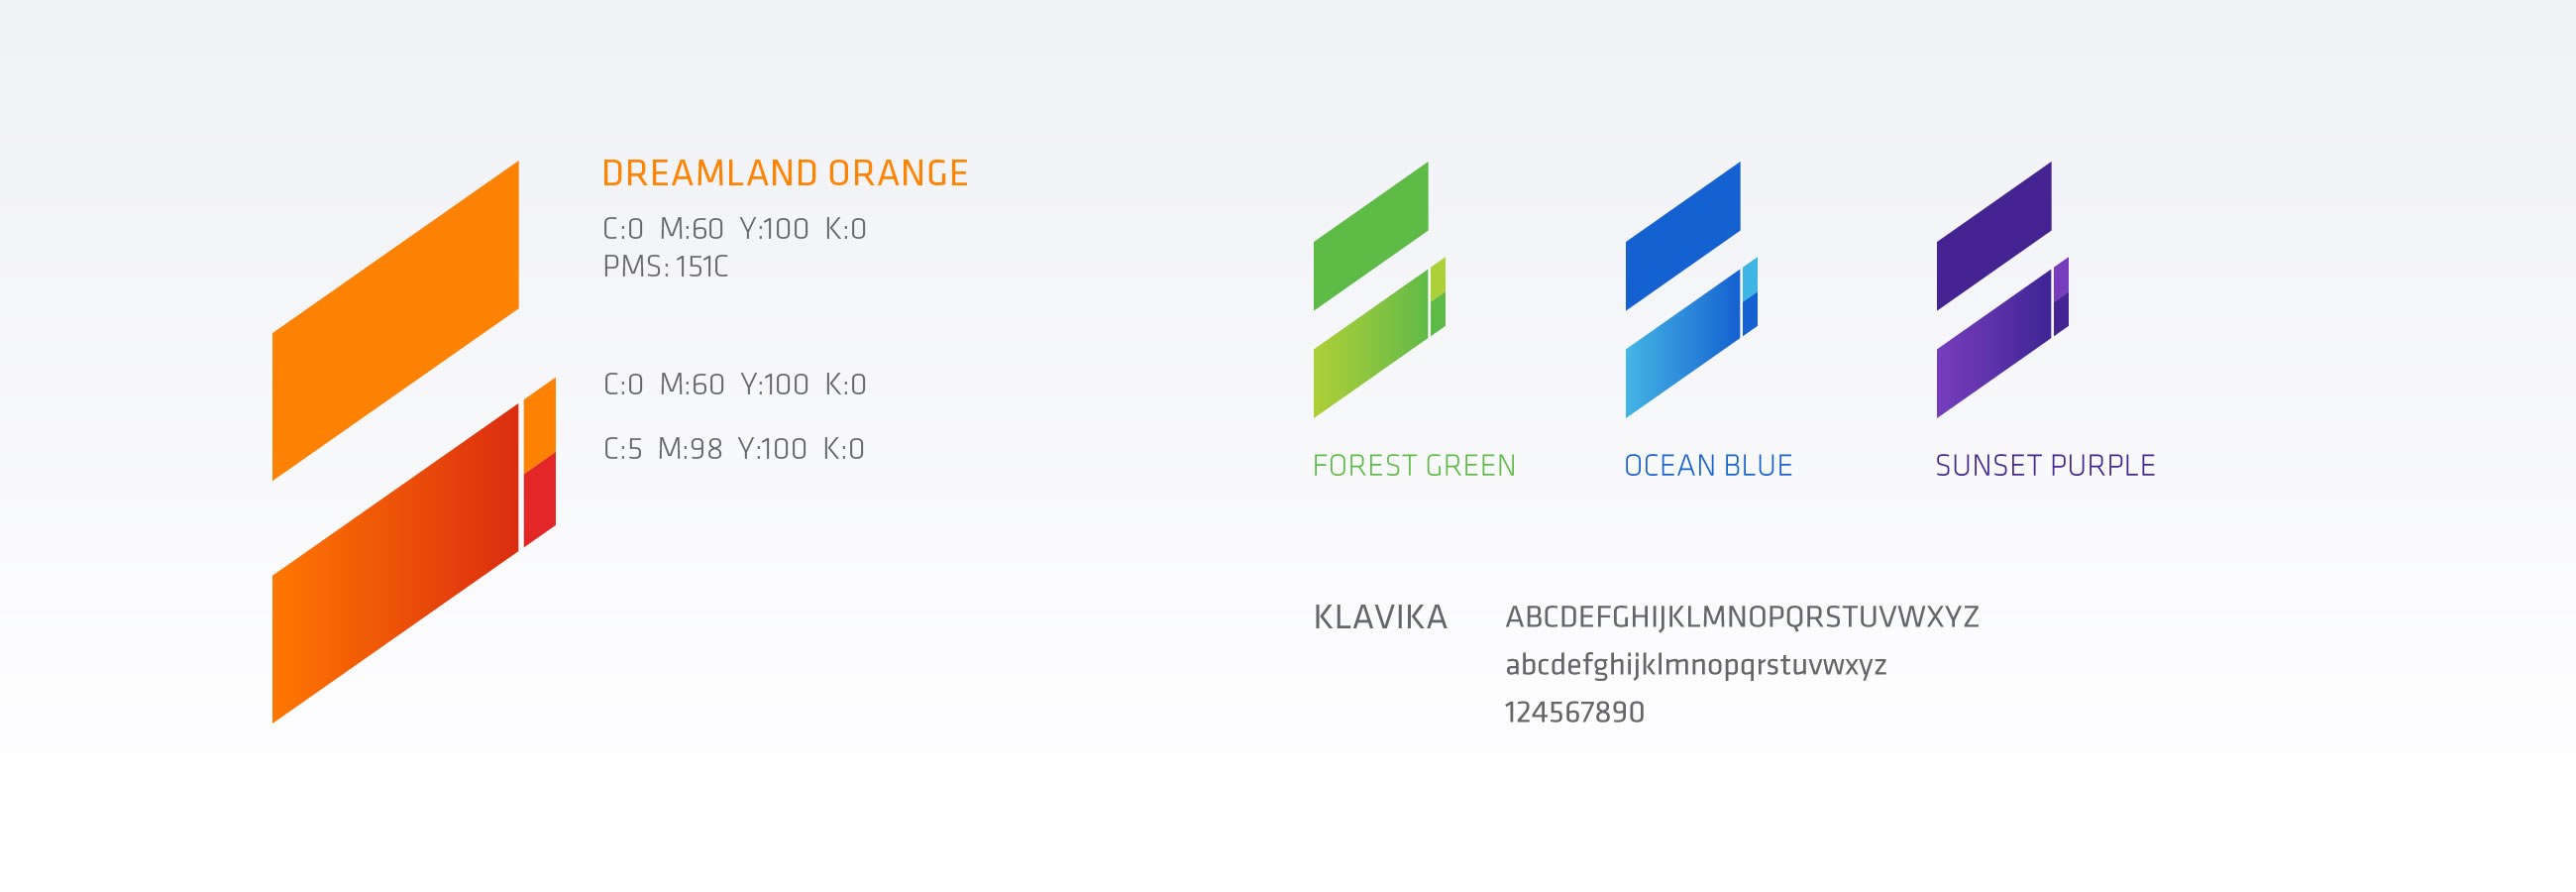 DREAMLAND ORANGE
C:0 M:60 Y:100 K:0
PMS: 151C
C:0 M:60 Y:100 K:0
C:5 M:98 Y:100 K:0
FOREST GREEN
OCEAN BLUE
SUNSET PURPLE
KLAVIKA
ABCDEFGHIJKLMNOPQRSTUVWXYZ
abcdefghijklmnopqrstuvwxyz
124567890